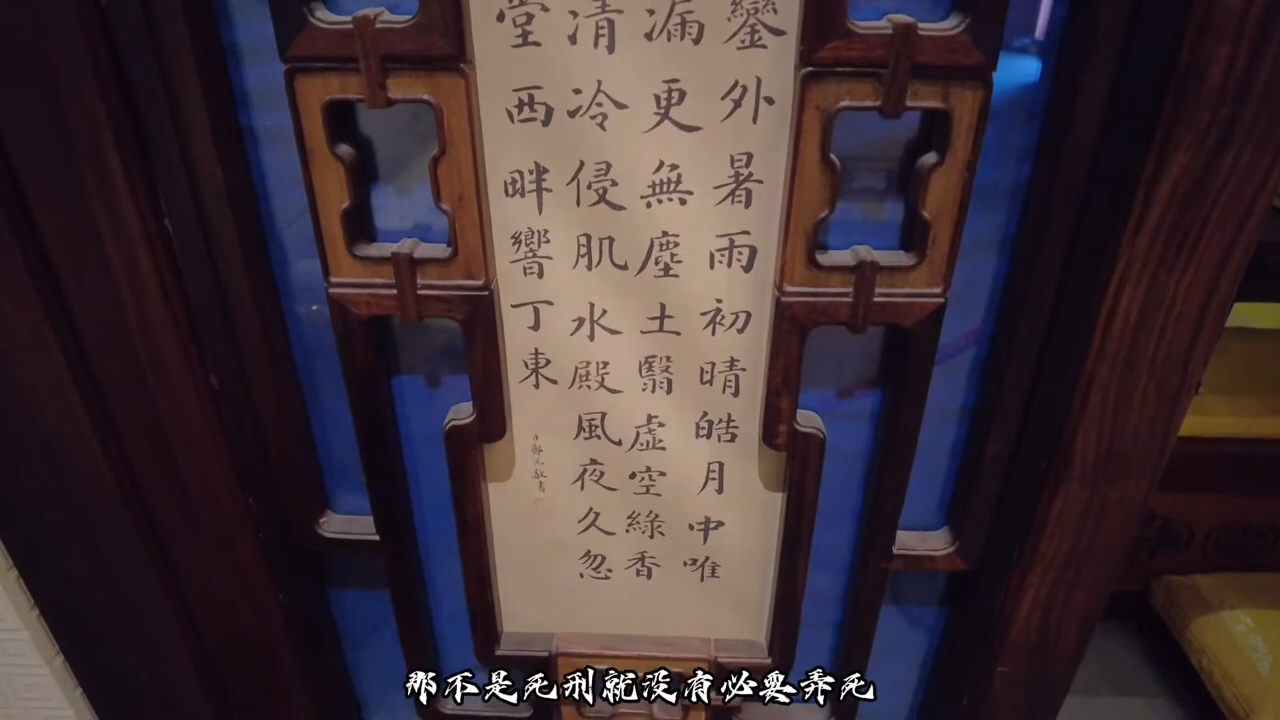 鑾外暑雨初晴皓月中唯
漏更無塵土翳虛空綠香
清冷侵肌水殿風夜久忽
堂西畔響丁東
敬書
那不是死刑就没有必要弄死